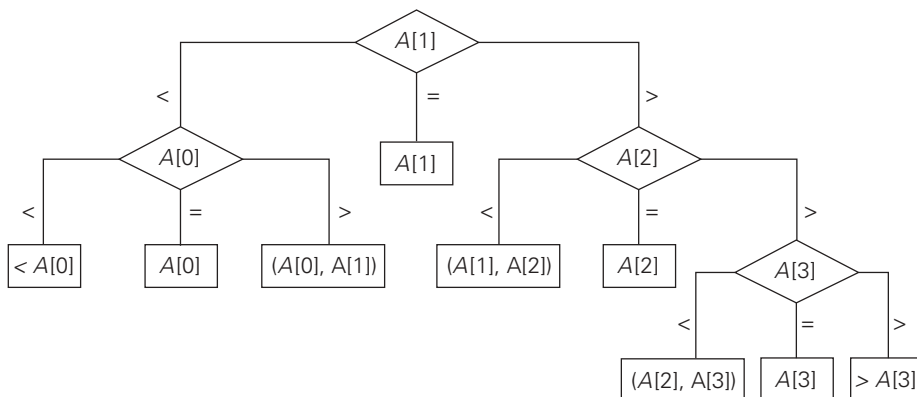 A[1]
< = >
A[0] A[1] A[2]
< = > < = >
< A[0] A[0] (A[0], A[1]) (A[1], A[2]) A[2] A[3]
< = >
(A[2], A[3]) A[3] > A[3]